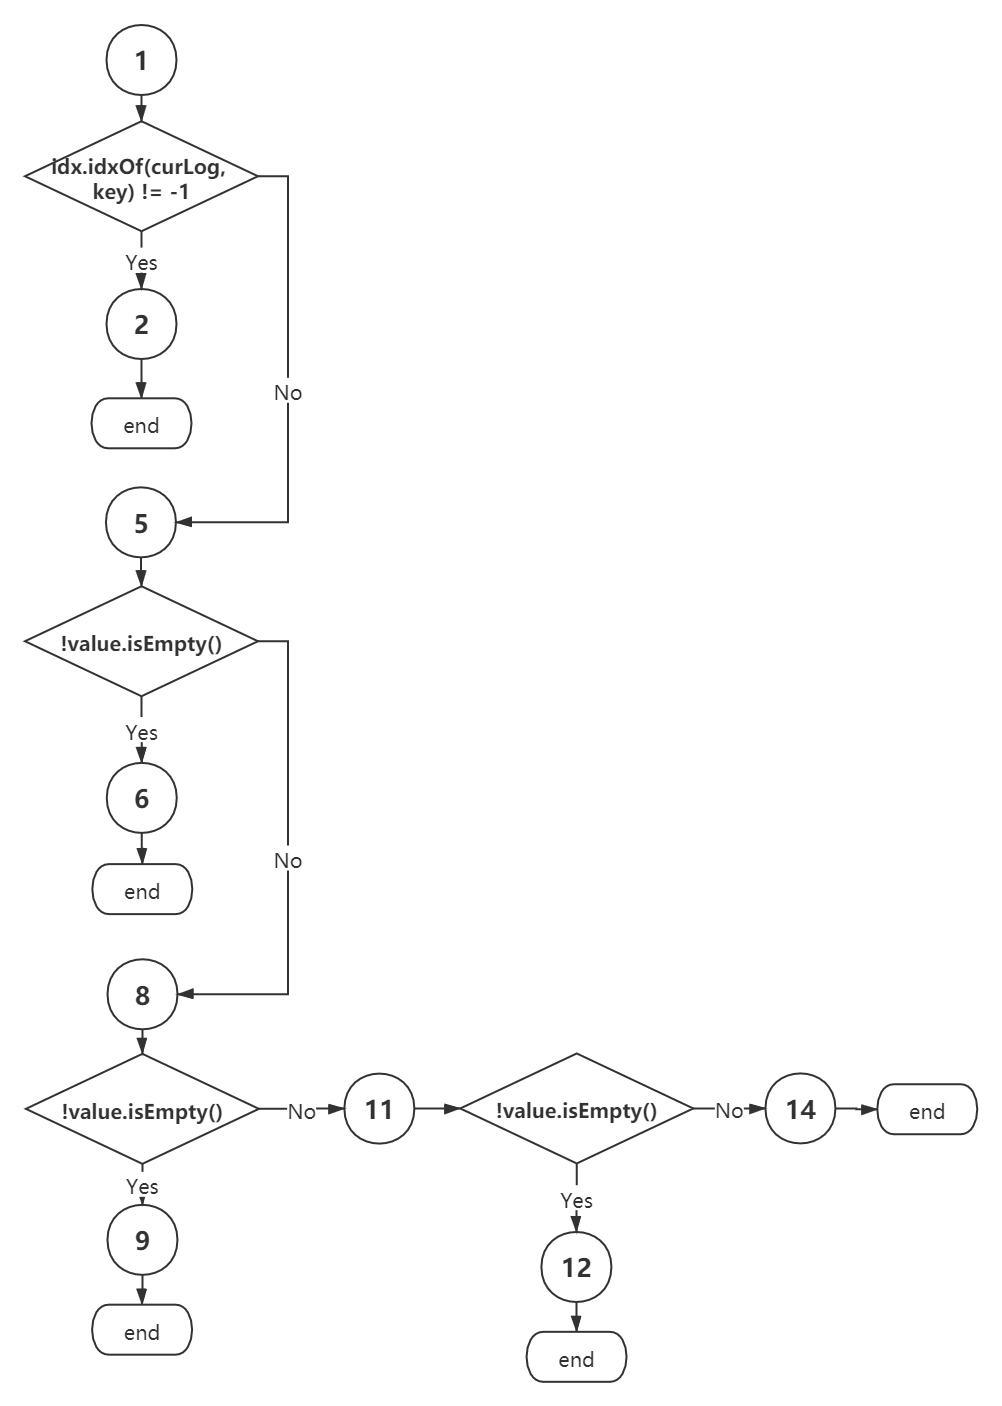 1
idx.idxOf(curLog,
key) != -1
Yes
2
No
end
5
!value.isEmpty()
Yes
6
No
end
8
!value.isEmpty()
No
11
!value.isEmpty()
No
14
end
Yes
9
end
Yes
12
end